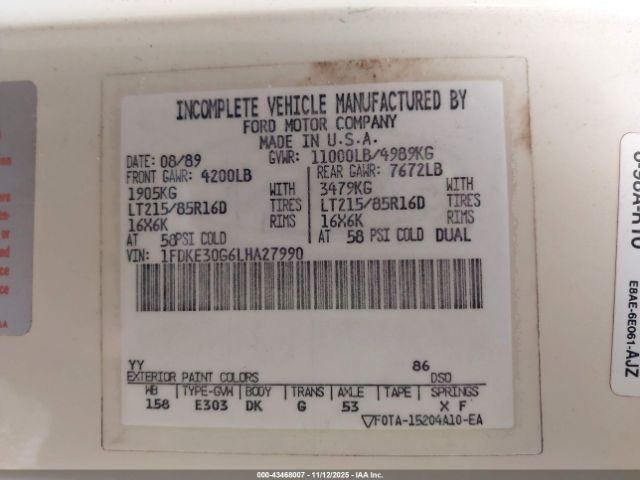 INCOMPLETE VEHICLE MANUFACTURED BY
FORD MOTOR COMPANY
MADE IN U.S.A.
DATE: 08/89 GVWR: 11000LB/4989KG
FRONT GAWR: 4200LB REAR GAWR: 7672LB
1905KG WITH 3479KG WITH
LT215/85R16D TIRES LT215/85R16D TIRES
16X6K RIMS 16X6K RIMS
AT 58PSI COLD AT 58 PSI COLD DUAL
VIN: 1FDKE30G6LHA27990
YY 86
EXTERIOR PAINT COLORS DSO
WB TYPE-GVW BODY TRANS AXLE TAPE SPRINGS
158 E303 DK G 53 X F
▽F0TA-15204A10-EA
E8AE-6E061-AJZ
AA
000-43468007 - 11/12/2025 - IAAI.COM